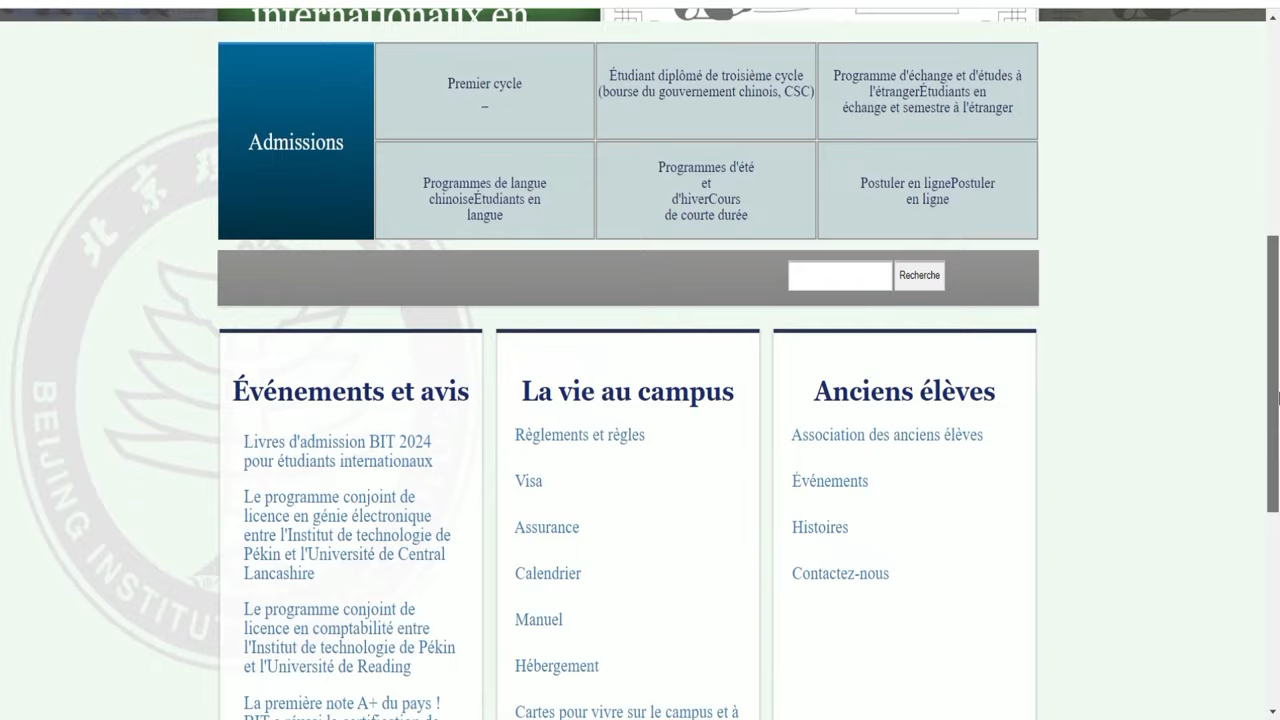 internationaux en
Admissions
Premier cycle
–
Étudiant diplômé de troisième cycle
(bourse du gouvernement chinois, CSC)
Programme d'échange et d'études à
l'étrangerÉtudiants en
échange et semestre à l'étranger
Programmes de langue
chinoiseÉtudiants en
langue
Programmes d'été
et
d'hiverCours
de courte durée
Postuler en lignePostuler
en ligne
Recherche
Événements et avis
Livres d'admission BIT 2024
pour étudiants internationaux
Le programme conjoint de
licence en génie électronique
entre l'Institut de technologie de
Pékin et l'Université de Central
Lancashire
Le programme conjoint de
licence en comptabilité entre
l'Institut de technologie de Pékin
et l'Université de Reading
La première note A+ du pays !
La vie au campus
Règlements et règles
Visa
Assurance
Calendrier
Manuel
Hébergement
Cartes pour vivre sur le campus et à
Anciens élèves
Association des anciens élèves
Événements
Histoires
Contactez-nous
北京
BEIJING INSTITUT